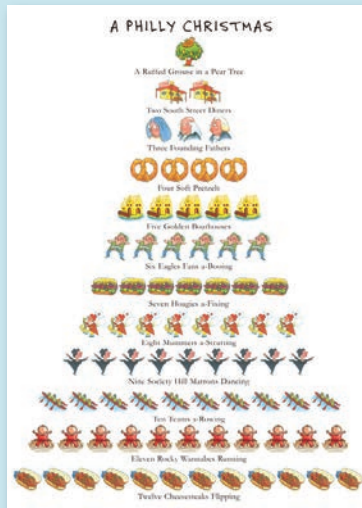 A PHILLY CHRISTMAS
A Ruffed Grouse in a Pear Tree
Two South Street Diners
Three Founding Fathers
Four Soft Pretzels
Five Golden Boathouses
Six Eagles Fans a-Booing
Seven Hoagies a-Fixing
Eight Mummers a-Strutting
Nine Society Hill Matrons Dancing
Ten Teams a-Rowing
Eleven Rocky Wannabes Running
Twelve Cheesesteaks Flipping